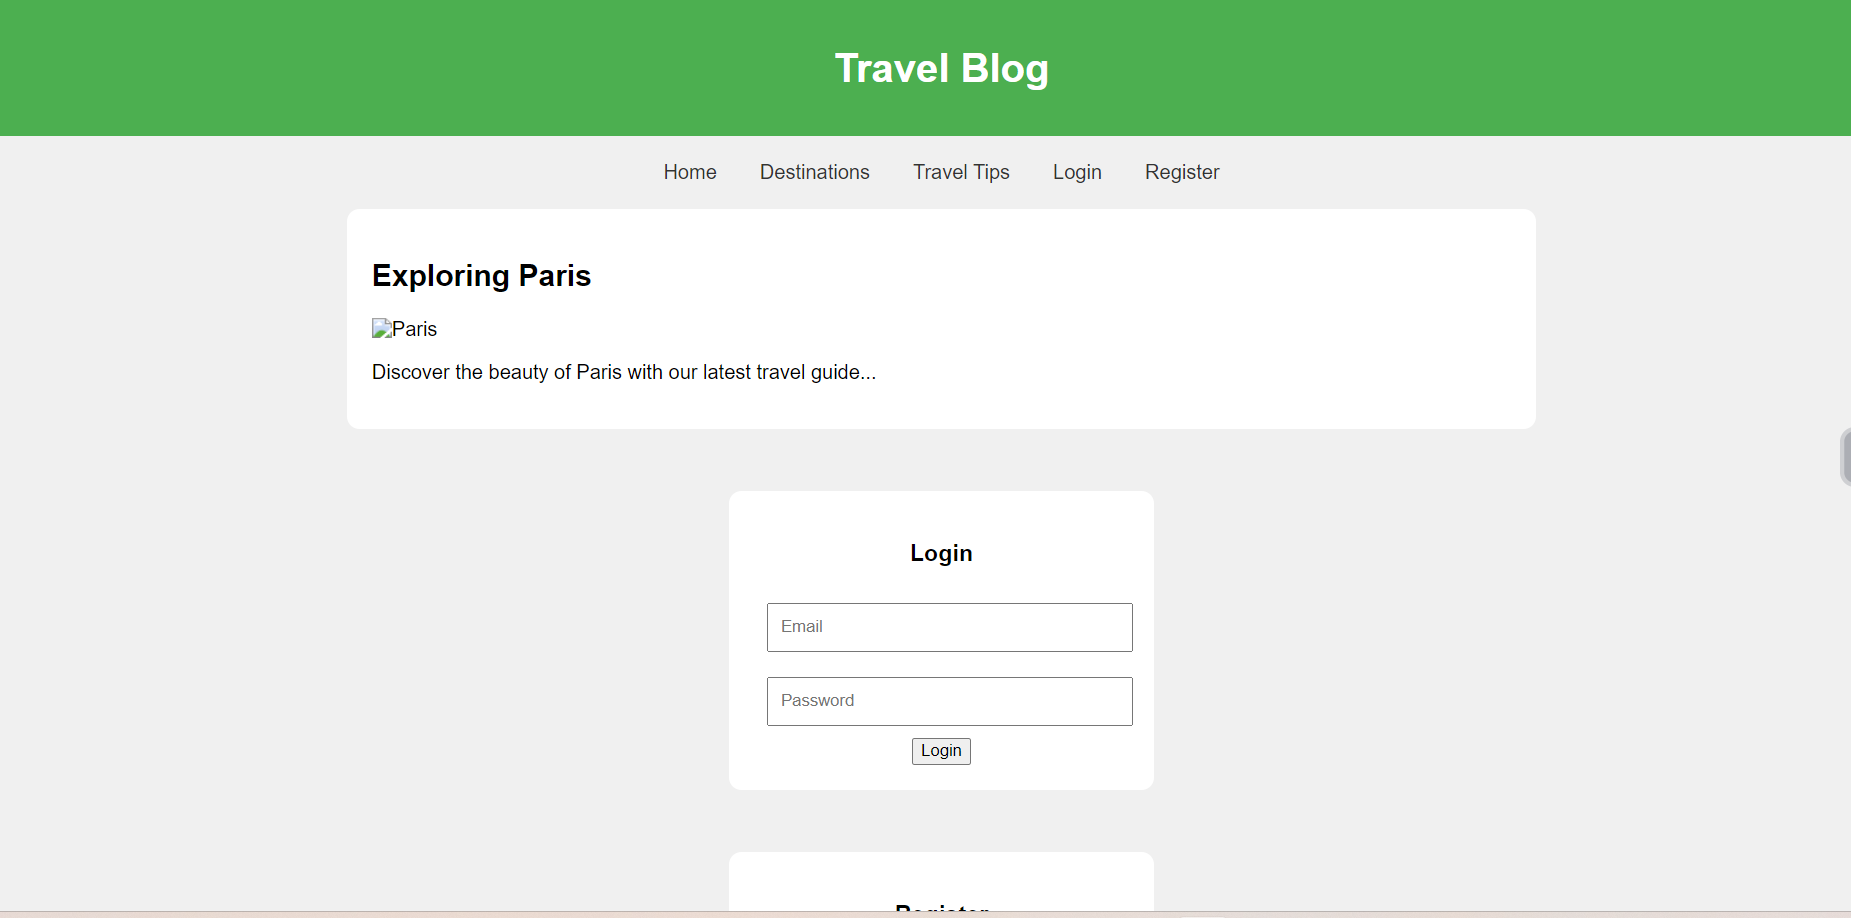 Travel Blog
Home Destinations Travel Tips Login Register
Exploring Paris
Paris
Discover the beauty of Paris with our latest travel guide...
Login
Email
Password
Login
Register